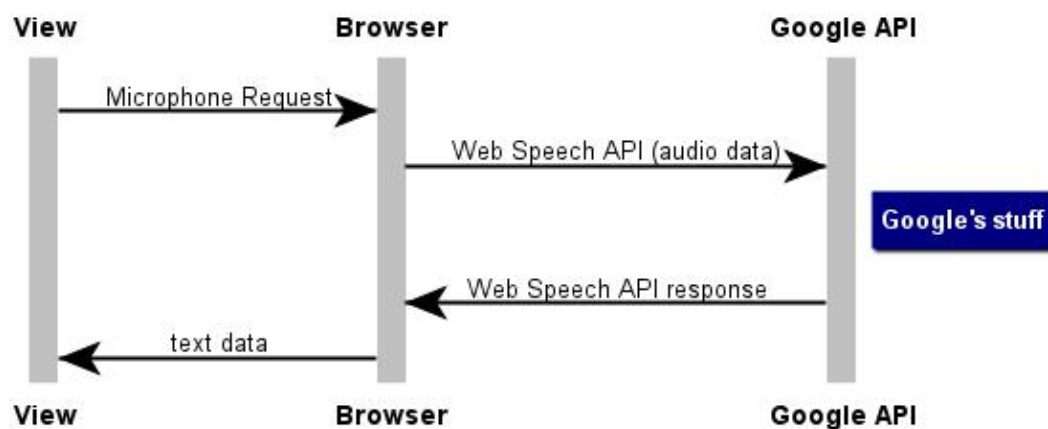 View Browser Google API
Microphone Request
Web Speech API (audio data)
Google's stuff
Web Speech API response
text data
View Browser Google API